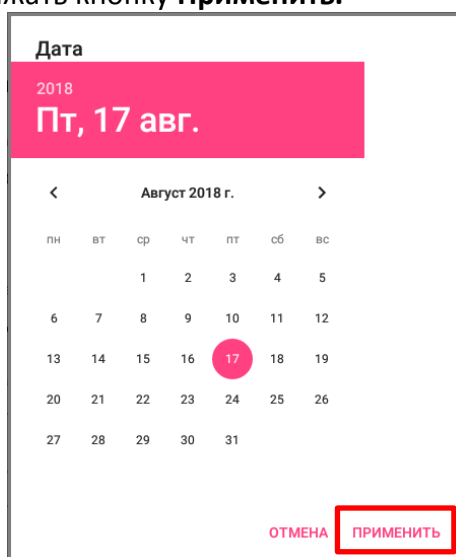 кнопку Применить.
Дата
2018
Пт, 17 авг.
Август 2018 г.
пн вт ср чт пт сб вс
1 2 3 4 5
6 7 8 9 10 11 12
13 14 15 16 17 18 19
20 21 22 23 24 25 26
27 28 29 30 31
ОТМЕНА ПРИМЕНИТЬ